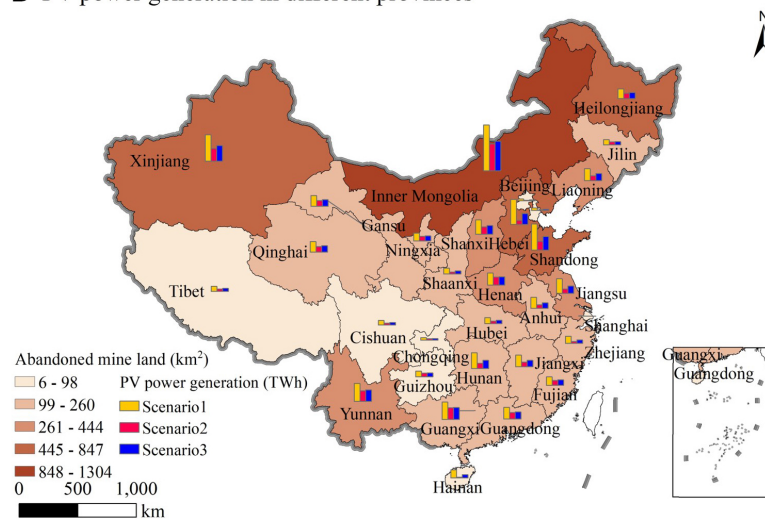 B PV power generation in different provinces
N
Heilongjiang
Jilin
Xinjiang
Inner Mongolia
Beijing
Liaoning
Gansu
Qinghai
Ningxia
Shanxi
Hebei
Shandong
Tibet
Shaanxi
Henan
Jiangsu
Anhui
Shanghai
Cishuan
Hubei
Zhejiang
Chongqing
Guizhou
Hunan
Jiangxi
Fujian
Yunnan
Guangxi
Guangdong
Hainan
Guangxi
Guangdong
Abandoned mine land (km²)
6 - 98
99 - 260
261 - 444
445 - 847
848 - 1304
PV power generation (TWh)
Scenario1
Scenario2
Scenario3
0 500 1,000
km